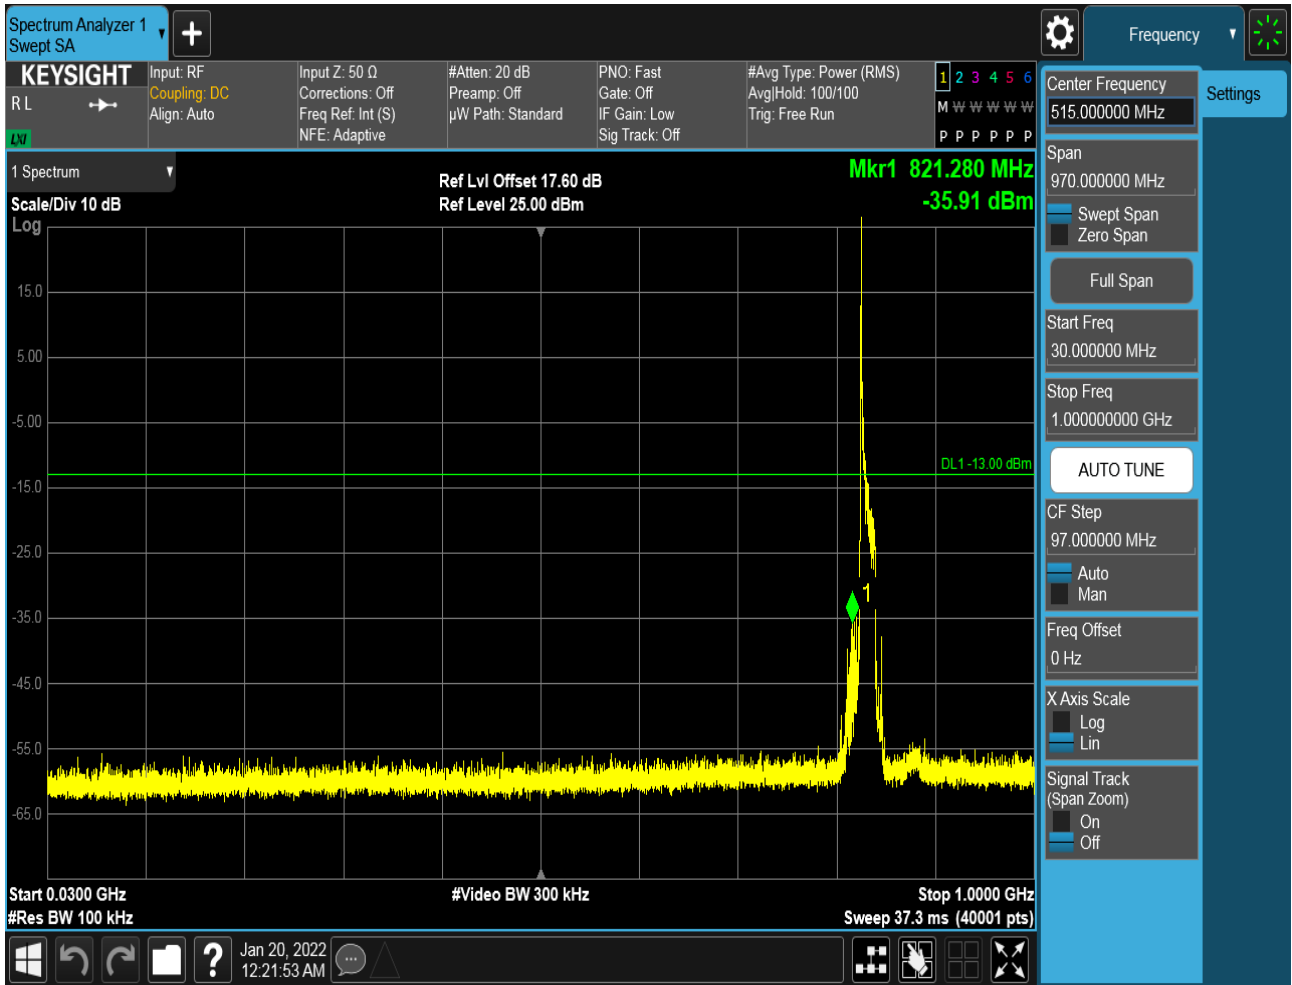 Spectrum Analyzer 1
Swept SA
Frequency
KEYSIGHT
R L
LXI
Input: RF
Coupling: DC
Align: Auto
Input Z: 50 Ω
Corrections: Off
Freq Ref: Int (S)
NFE: Adaptive
#Atten: 20 dB
Preamp: Off
µW Path: Standard
PNO: Fast
Gate: Off
IF Gain: Low
Sig Track: Off
#Avg Type: Power (RMS)
Avg|Hold: 100/100
Trig: Free Run
1 2 3 4 5 6
M W W W W W
P P P P P P
1 Spectrum
Scale/Div 10 dB
Log
Ref Lvl Offset 17.60 dB
Ref Level 25.00 dBm
Mkr1 821.280 MHz
-35.91 dBm
15.0
5.00
-5.00
-15.0
-25.0
-35.0
-45.0
-55.0
-65.0
DL1 -13.00 dBm
1
Start 0.0300 GHz
#Res BW 100 kHz
#Video BW 300 kHz
Stop 1.0000 GHz
Sweep 37.3 ms (40001 pts)
Jan 20, 2022
12:21:53 AM
Center Frequency
515.000000 MHz
Settings
Span
970.000000 MHz
Swept Span
Zero Span
Full Span
Start Freq
30.000000 MHz
Stop Freq
1.000000000 GHz
AUTO TUNE
CF Step
97.000000 MHz
Auto
Man
Freq Offset
0 Hz
X Axis Scale
Log
Lin
Signal Track
(Span Zoom)
On
Off